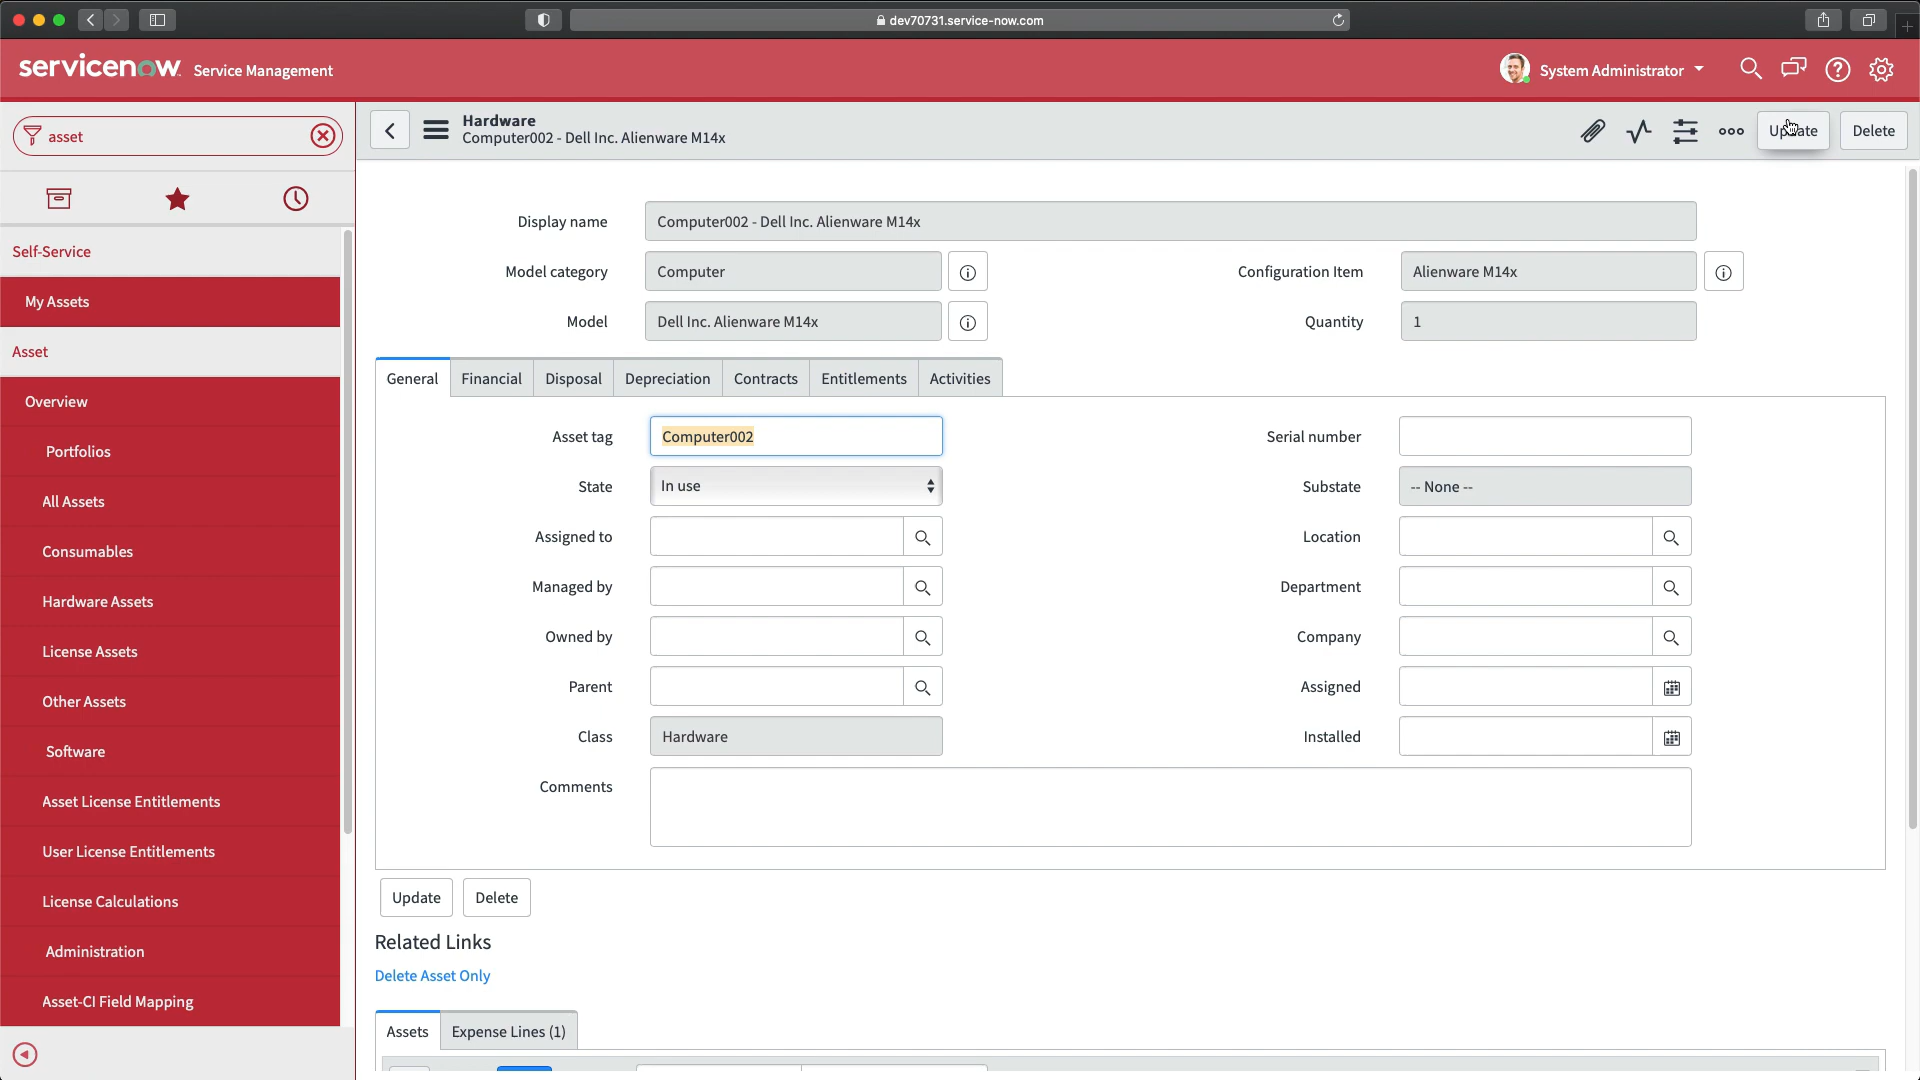 dev70731.service-now.com
servicenow Service Management
System Administrator
asset
Self-Service
My Assets
Asset
Overview
Portfolios
All Assets
Consumables
Hardware Assets
License Assets
Other Assets
Software
Asset License Entitlements
User License Entitlements
License Calculations
Administration
Asset-CI Field Mapping
Hardware
Computer002 - Dell Inc. Alienware M14x
Update Delete
Display name Computer002 - Dell Inc. Alienware M14x
Model category Computer
Configuration Item Alienware M14x
Model Dell Inc. Alienware M14x
Quantity 1
General Financial Disposal Depreciation Contracts Entitlements Activities
Asset tag Computer002
Serial number
State In use
Substate -- None --
Assigned to
Location
Managed by
Department
Owned by
Company
Parent
Assigned
Class Hardware
Installed
Comments
Update Delete
Related Links
Delete Asset Only
Assets Expense Lines (1)